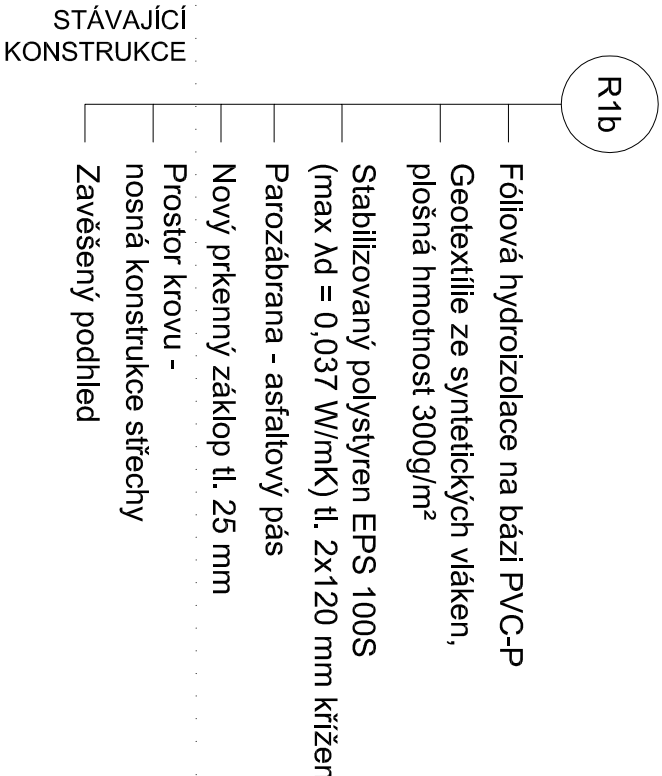 R1b
Fóliová hydroizolace na bázi PVC-P
Geotextílie ze syntetických vláken,
plošná hmotnost 300g/m²
Stabilizovaný polystyren EPS 100S
(max λd = 0,037 W/mK) tl. 2x120 mm křížen
Parozábrana - asfaltový pás
Nový prkenný záklop tl. 25 mm
Prostor krovu -
nosná konstrukce střechy
Zavěšený podhled
STÁVAJÍCÍ
KONSTRUKCE